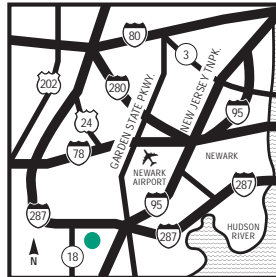 80
3
202
280
GARDEN STATE PKWY.
NEW JERSEY TNPK.
24
95
78
NEWARK
NEWARK
AIRPORT
287
95
287
287
HUDSON
RIVER
N
18